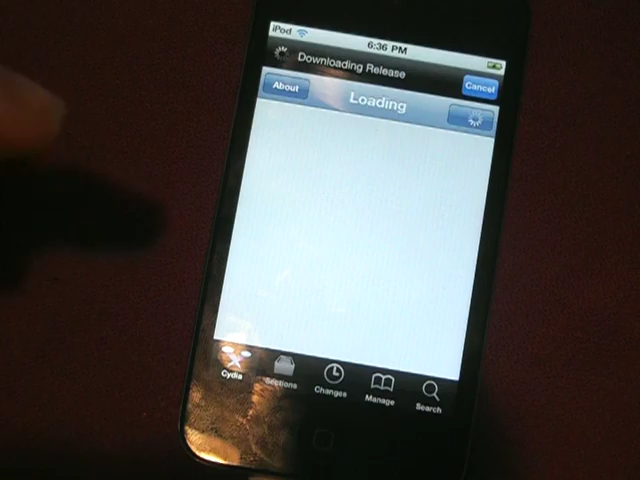 iPod
6:36 PM
Downloading Release
Cancel
About
Loading
Cydia
Sections
Changes
Manage
Search